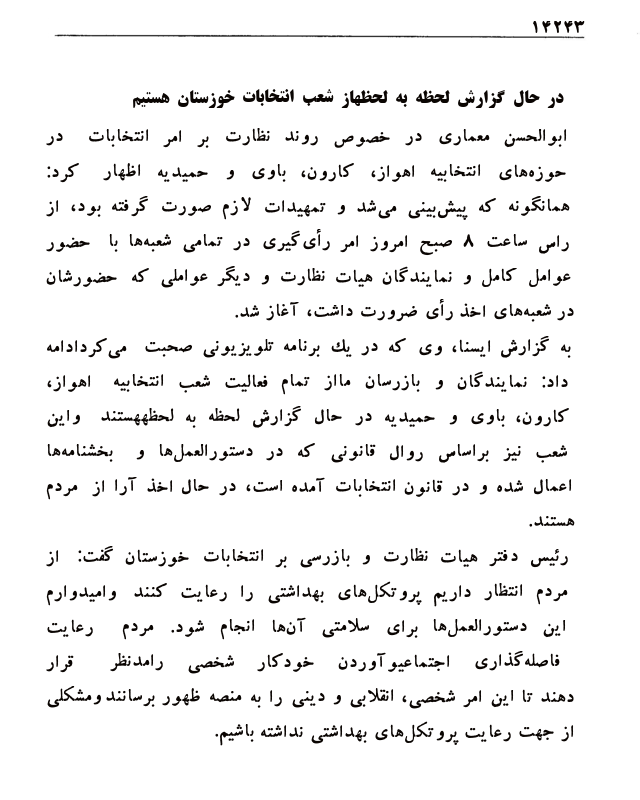 ۱۴۲۴۳
در حال گزارش لحظه به لحظهاز شعب انتخابات خوزستان هستیم
ابوالحسن معماری در خصوص روند نظارت بر امر انتخابات در
حوزه‌های انتخابیه اهواز، کارون، باوی و حمیدیه اظهار کرد:
همانگونه که پیش‌بینی می‌شد و تمهیدات لازم صورت گرفته بود، از
راس ساعت ۸ صبح امروز امر رأی‌گیری در تمامی شعبه‌ها با حضور
عوامل کامل و نمایندگان هیات نظارت و دیگر عواملی که حضورشان
در شعبه‌های اخذ رأی ضرورت داشت، آغاز شد.
به گزارش ایسنا، وی که در یك برنامه تلویزیونی صحبت می‌کردادامه
داد: نمایندگان و بازرسان مااز تمام فعالیت شعب انتخابیه اهواز،
کارون، باوی و حمیدیه در حال گزارش لحظه به لحظههستند واین
شعب نیز براساس روال قانونی که در دستورالعمل‌ها و بخشنامه‌ها
اعمال شده و در قانون انتخابات آمده است، در حال اخذ آرا از مردم
هستند.
رئیس دفتر هیات نظارت و بازرسی بر انتخابات خوزستان گفت: از
مردم انتظار داریم پروتکل‌های بهداشتی را رعایت کنند وامیدوارم
این دستورالعمل‌ها برای سلامتی آن‌ها انجام شود. مردم رعایت
فاصله‌گذاری اجتماعیوآوردن خودکار شخصی رامدنظر قرار
دهند تا این امر شخصی، انقلابی و دینی را به منصه ظهور برسانند ومشکلی
از جهت رعایت پروتکل‌های بهداشتی نداشته باشیم.